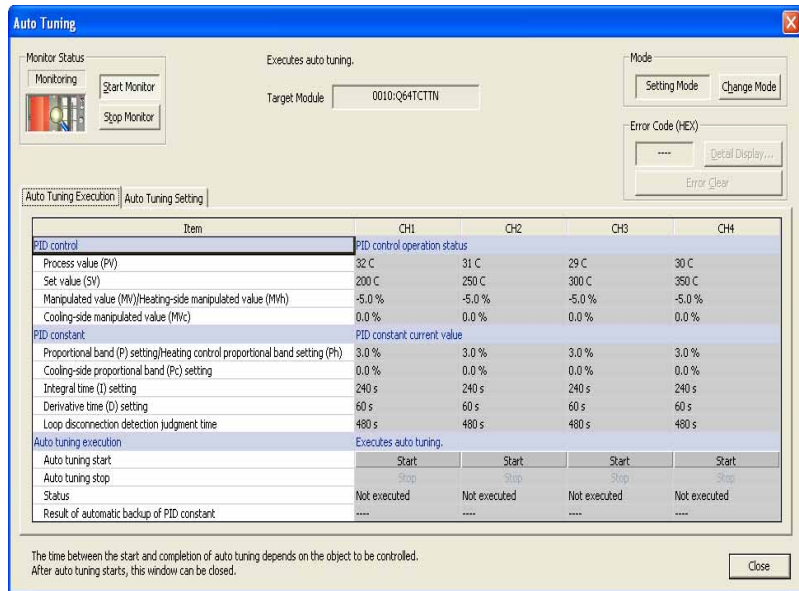 Auto Tuning
Monitor Status
Monitoring
Start Monitor
Stop Monitor
Executes auto tuning.
Target Module 0010:Q64TCTTN
Mode
Setting Mode Change Mode
Error Code (HEX)
---- Detail Display...
Error Clear
Auto Tuning Execution Auto Tuning Setting
Item CH1 CH2 CH3 CH4
PID control PID control operation status
Process value (PV) 32 C 31 C 29 C 30 C
Set value (SV) 200 C 250 C 300 C 350 C
Manipulated value (MV)/Heating-side manipulated value (MVh) -5.0 % -5.0 % -5.0 % -5.0 %
Cooling-side manipulated value (MVc) 0.0 % 0.0 % 0.0 % 0.0 %
PID constant PID constant current value
Proportional band (P) setting/Heating control proportional band setting (Ph) 3.0 % 3.0 % 3.0 % 3.0 %
Cooling-side proportional band (Pc) setting 0.0 % 0.0 % 0.0 % 0.0 %
Integral time (I) setting 240 s 240 s 240 s 240 s
Derivative time (D) setting 60 s 60 s 60 s 60 s
Loop disconnection detection judgment time 480 s 480 s 480 s 480 s
Auto tuning execution Executes auto tuning.
Auto tuning start Start Start Start Start
Auto tuning stop Stop Stop Stop Stop
Status Not executed Not executed Not executed Not executed
Result of automatic backup of PID constant ---- ---- ---- ----
The time between the start and completion of auto tuning depends on the object to be controlled.
After auto tuning starts, this window can be closed.
Close